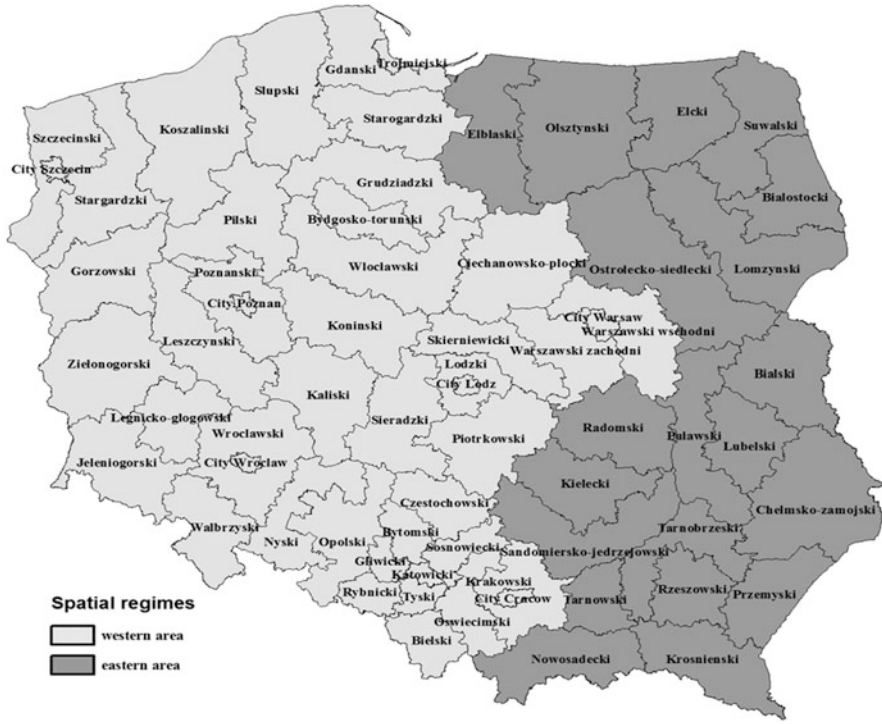 Trojmiejski
Gdanski
Slupski
Koszalinski
Starogardzki
Elblaski
Olsztynski
Elcki
Suwalski
Szczecinski
City Szczecin
Stargardzki
Grudziadzki
Bialostocki
Pilski
Bydgosko-torunski
Gorzowski
Poznanski
Wloclawski
Ciechanowsko-plocki
Ostrolecko-siedlecki
Lomzynski
City Poznan
Koninski
City Warsaw
Warszawski wschodni
Leszczynski
Skierniewicki
Warszawski zachodni
Zielonogorski
Lodzki
Bialski
City Lodz
Kaliski
Legnicko-glogowski
Sieradzki
Wroclawski
Radomski
Pulawski
Piotrkowski
Lubelski
Jeleniogorski
City Wroclaw
Kielecki
Czestochowski
Chelmsko-zamojski
Walbrzyski
Nyski
Opolski
Bytomski
Tarnobrzeski
Sosnowiecki
Sandomiersko-jedrzejowski
Gliwicki
Katowicki
Krakowski
Rybnicki
Tyski
City Cracow
Tarnowski
Rzeszowski
Przemyski
Oswiecimski
Bielski
Nowosadecki
Krosnienski
Spatial regimes
western area
eastern area